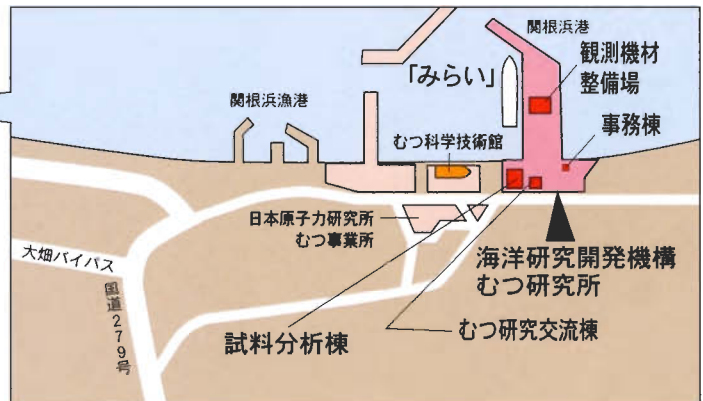 関根浜港
観測機材
整備場
「みらい」
関根浜漁港
事務棟
むつ科学技術館
日本原子力研究所
むつ事業所
大畑バイパス
国道279号
海洋研究開発機構
むつ研究所
むつ研究交流棟
試料分析棟